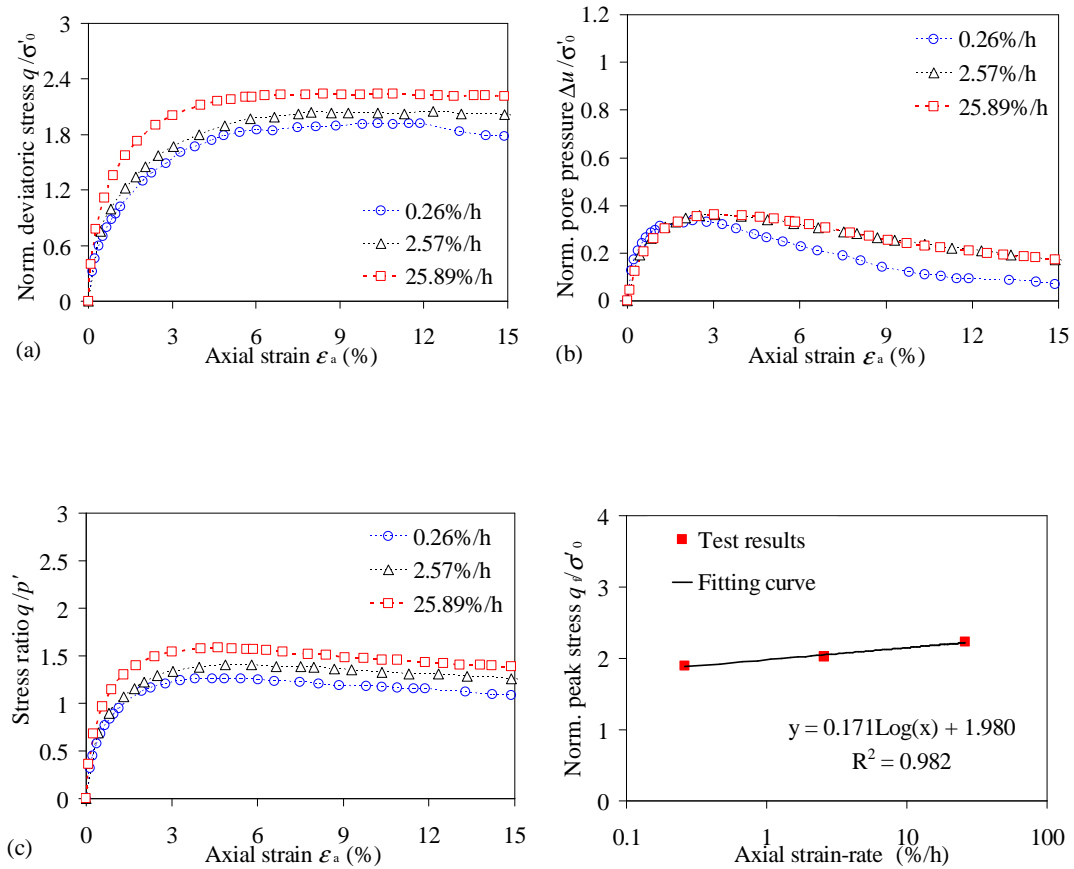 3
2.4
1.8
1.2
0.6
0
Norm. deviatoric stress q/σ'0
0.26%/h
2.57%/h
25.89%/h
0 3 6 9 12 15
(a)
Axial strain εa (%)
1.2
1
0.8
0.6
0.4
0.2
0
Norm. pore pressure Δu/σ'0
0.26%/h
2.57%/h
25.89%/h
0 3 6 9 12 15
(b)
Axial strain εa (%)
3
2.5
2
1.5
1
0.5
0
Stress ratio q/p'
0.26%/h
2.57%/h
25.89%/h
0 3 6 9 12 15
(c)
Axial strain εa (%)
4
3
2
1
0
Norm. peak stress q /σ'0
Test results
Fitting curve
y = 0.171Log(x) + 1.980
R² = 0.982
0.1 1 10 100
Axial strain-rate (%/h)